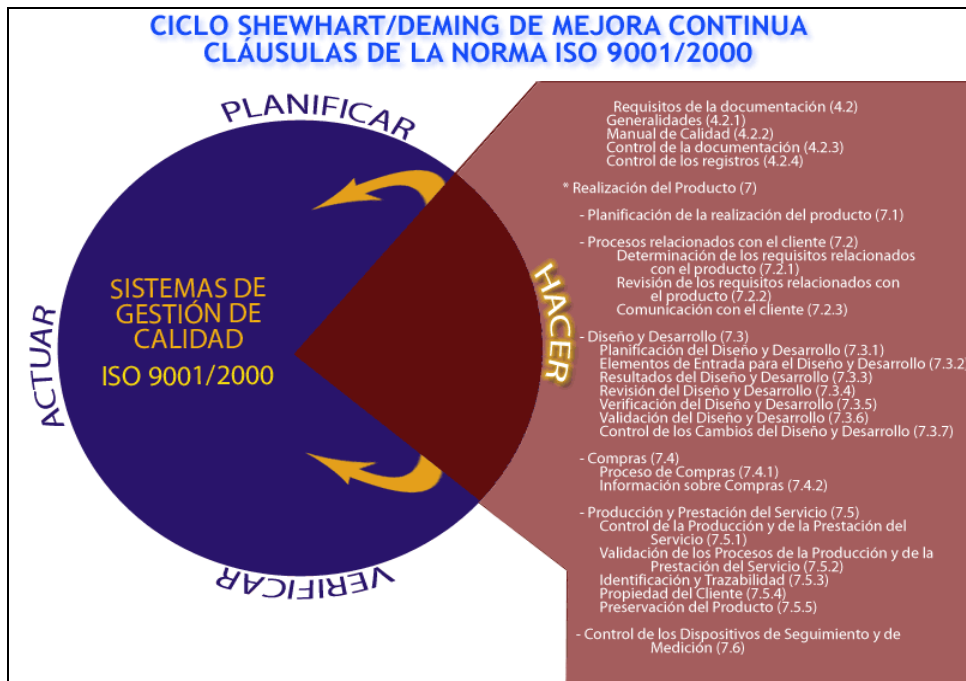 CICLO SHEWHART/DEMING DE MEJORA CONTINUA
CLÁUSULAS DE LA NORMA ISO 9001/2000
PLANIFICAR
HACER
VERIFICAR
ACTUAR
SISTEMAS DE
GESTIÓN DE
CALIDAD
ISO 9001/2000
Requisitos de la documentación (4.2)
Generalidades (4.2.1)
Manual de Calidad (4.2.2)
Control de la documentación (4.2.3)
Control de los registros (4.2.4)
* Realización del Producto (7)
- Planificación de la realización del producto (7.1)
- Procesos relacionados con el cliente (7.2)
Determinación de los requisitos relacionados
con el producto (7.2.1)
Revisión de los requisitos relacionados con
el producto (7.2.2)
Comunicación con el cliente (7.2.3)
- Diseño y Desarrollo (7.3)
Planificación del Diseño y Desarrollo (7.3.1)
Elementos de Entrada para el Diseño y Desarrollo (7.3.2)
Resultados del Diseño y Desarrollo (7.3.3)
Revisión del Diseño y Desarrollo (7.3.4)
Verificación del Diseño y Desarrollo (7.3.5)
Validación del Diseño y Desarrollo (7.3.6)
Control de los Cambios del Diseño y Desarrollo (7.3.7)
- Compras (7.4)
Proceso de Compras (7.4.1)
Información sobre Compras (7.4.2)
- Producción y Prestación del Servicio (7.5)
Control de la Producción y de la Prestación del
Servicio (7.5.1)
Validación de los Procesos de la Producción y de la
Prestación del Servicio (7.5.2)
Identificación y Trazabilidad (7.5.3)
Propiedad del Cliente (7.5.4)
Preservación del Producto (7.5.5)
- Control de los Dispositivos de Seguimiento y de
Medición (7.6)